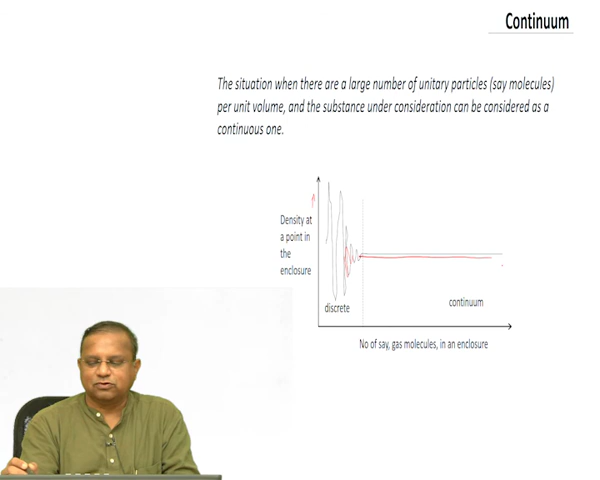 Continuum
The situation when there are a large number of unitary particles (say molecules)
per unit volume, and the substance under consideration can be considered as a
continuous one.
Density at
a point in
the
enclosure
discrete
continuum
No of say, gas molecules, in an enclosure